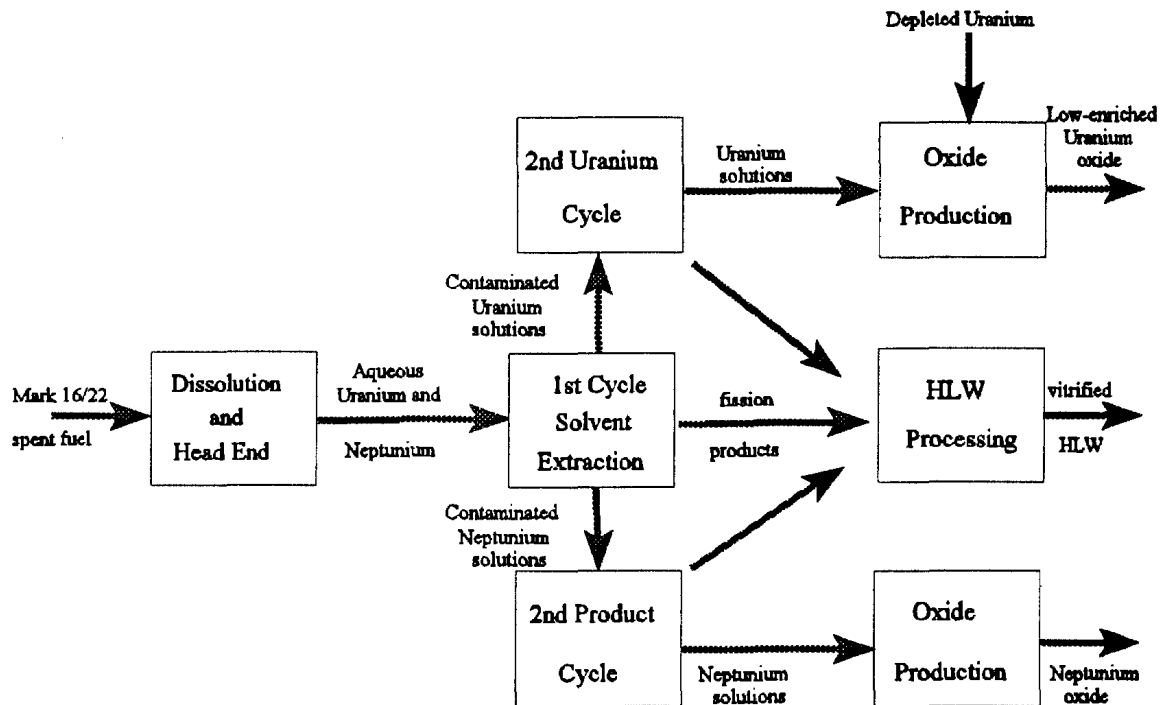 Depleted Uranium
2nd Uranium
Cycle
Uranium
solutions
Oxide
Production
Low-enriched
Uranium
oxide
Contaminated
Uranium
solutions
Mark 16/22
spent fuel
Dissolution
and
Head End
Aqueous
Uranium and
Neptunium
1st Cycle
Solvent
Extraction
fission
products
HLW
Processing
vitrified
HLW
Contaminated
Neptunium
solutions
2nd Product
Cycle
Neptunium
solutions
Oxide
Production
Neptunium
oxide